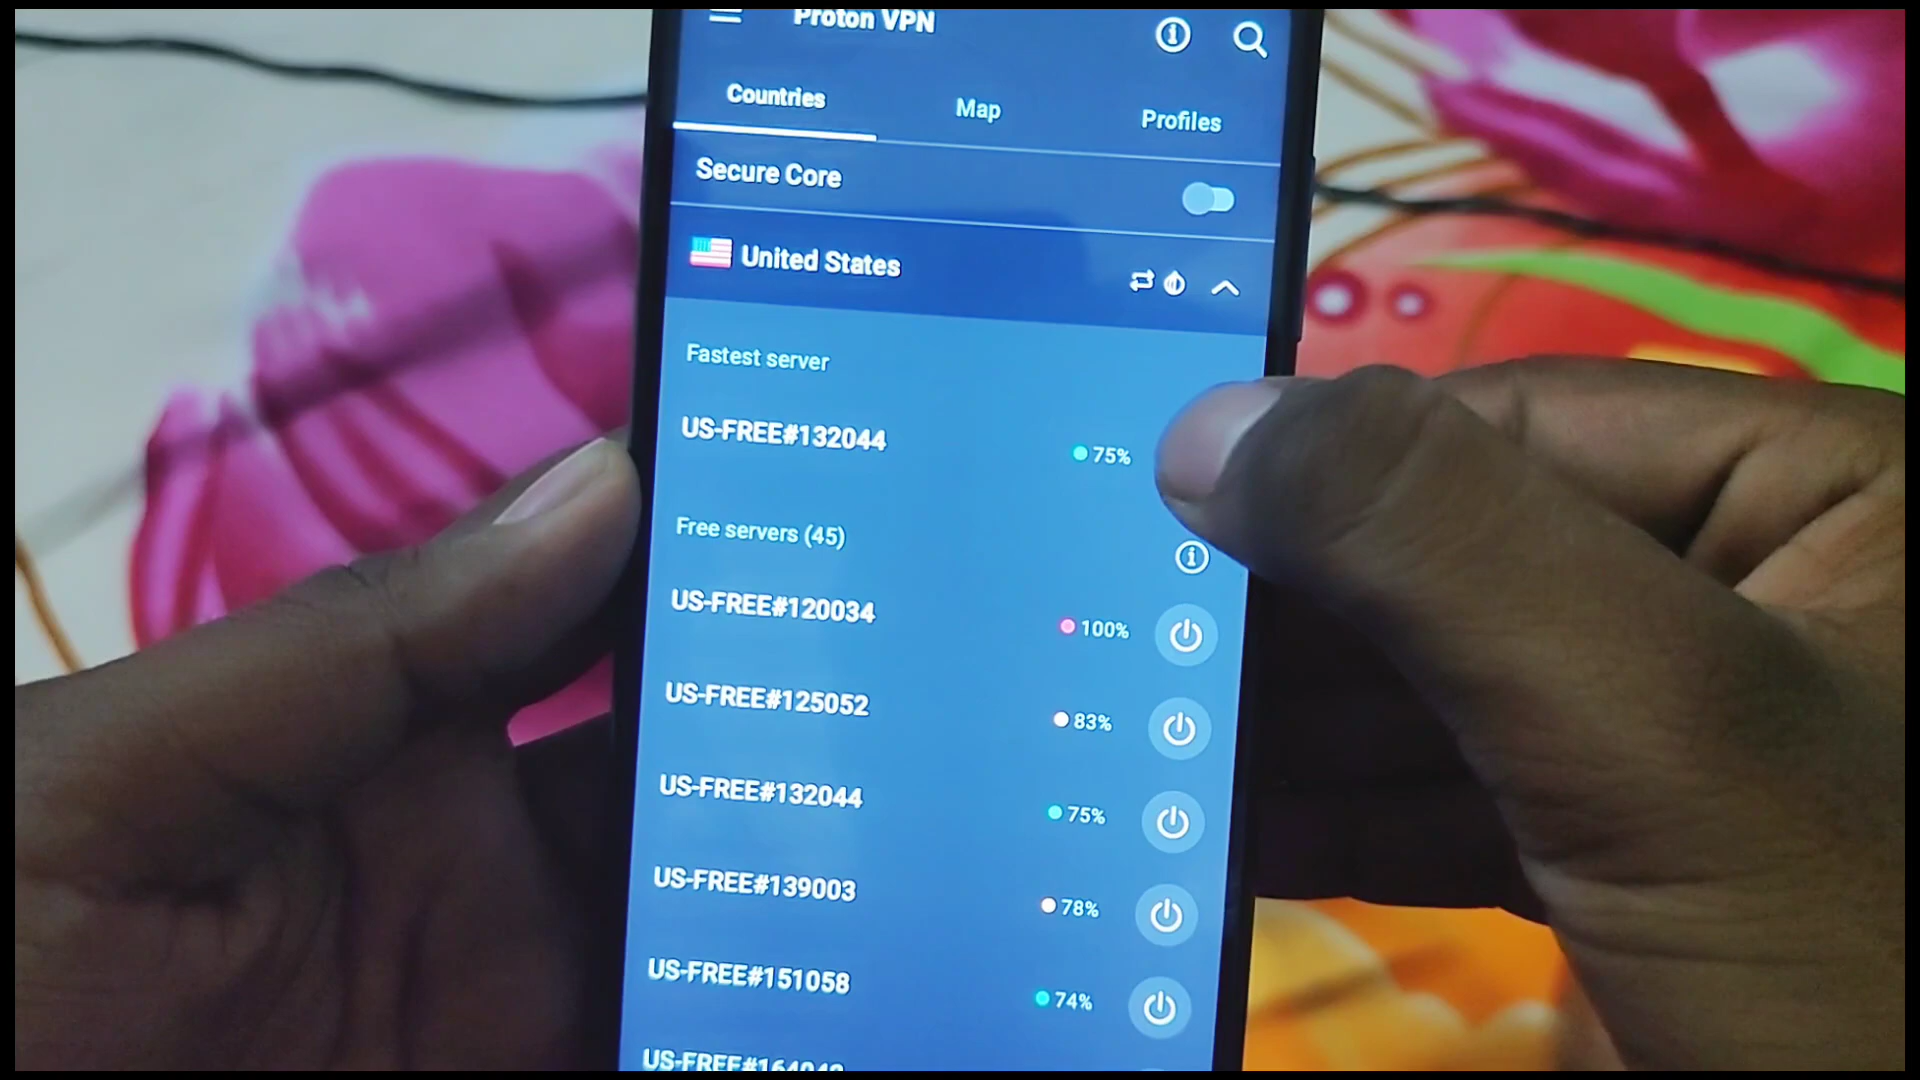 Proton VPN
Countries
Map
Profiles
Secure Core
United States
Fastest server
US-FREE#132044
75%
Free servers (45)
US-FREE#120034
100%
US-FREE#125052
83%
US-FREE#132044
75%
US-FREE#139003
78%
US-FREE#151058
74%